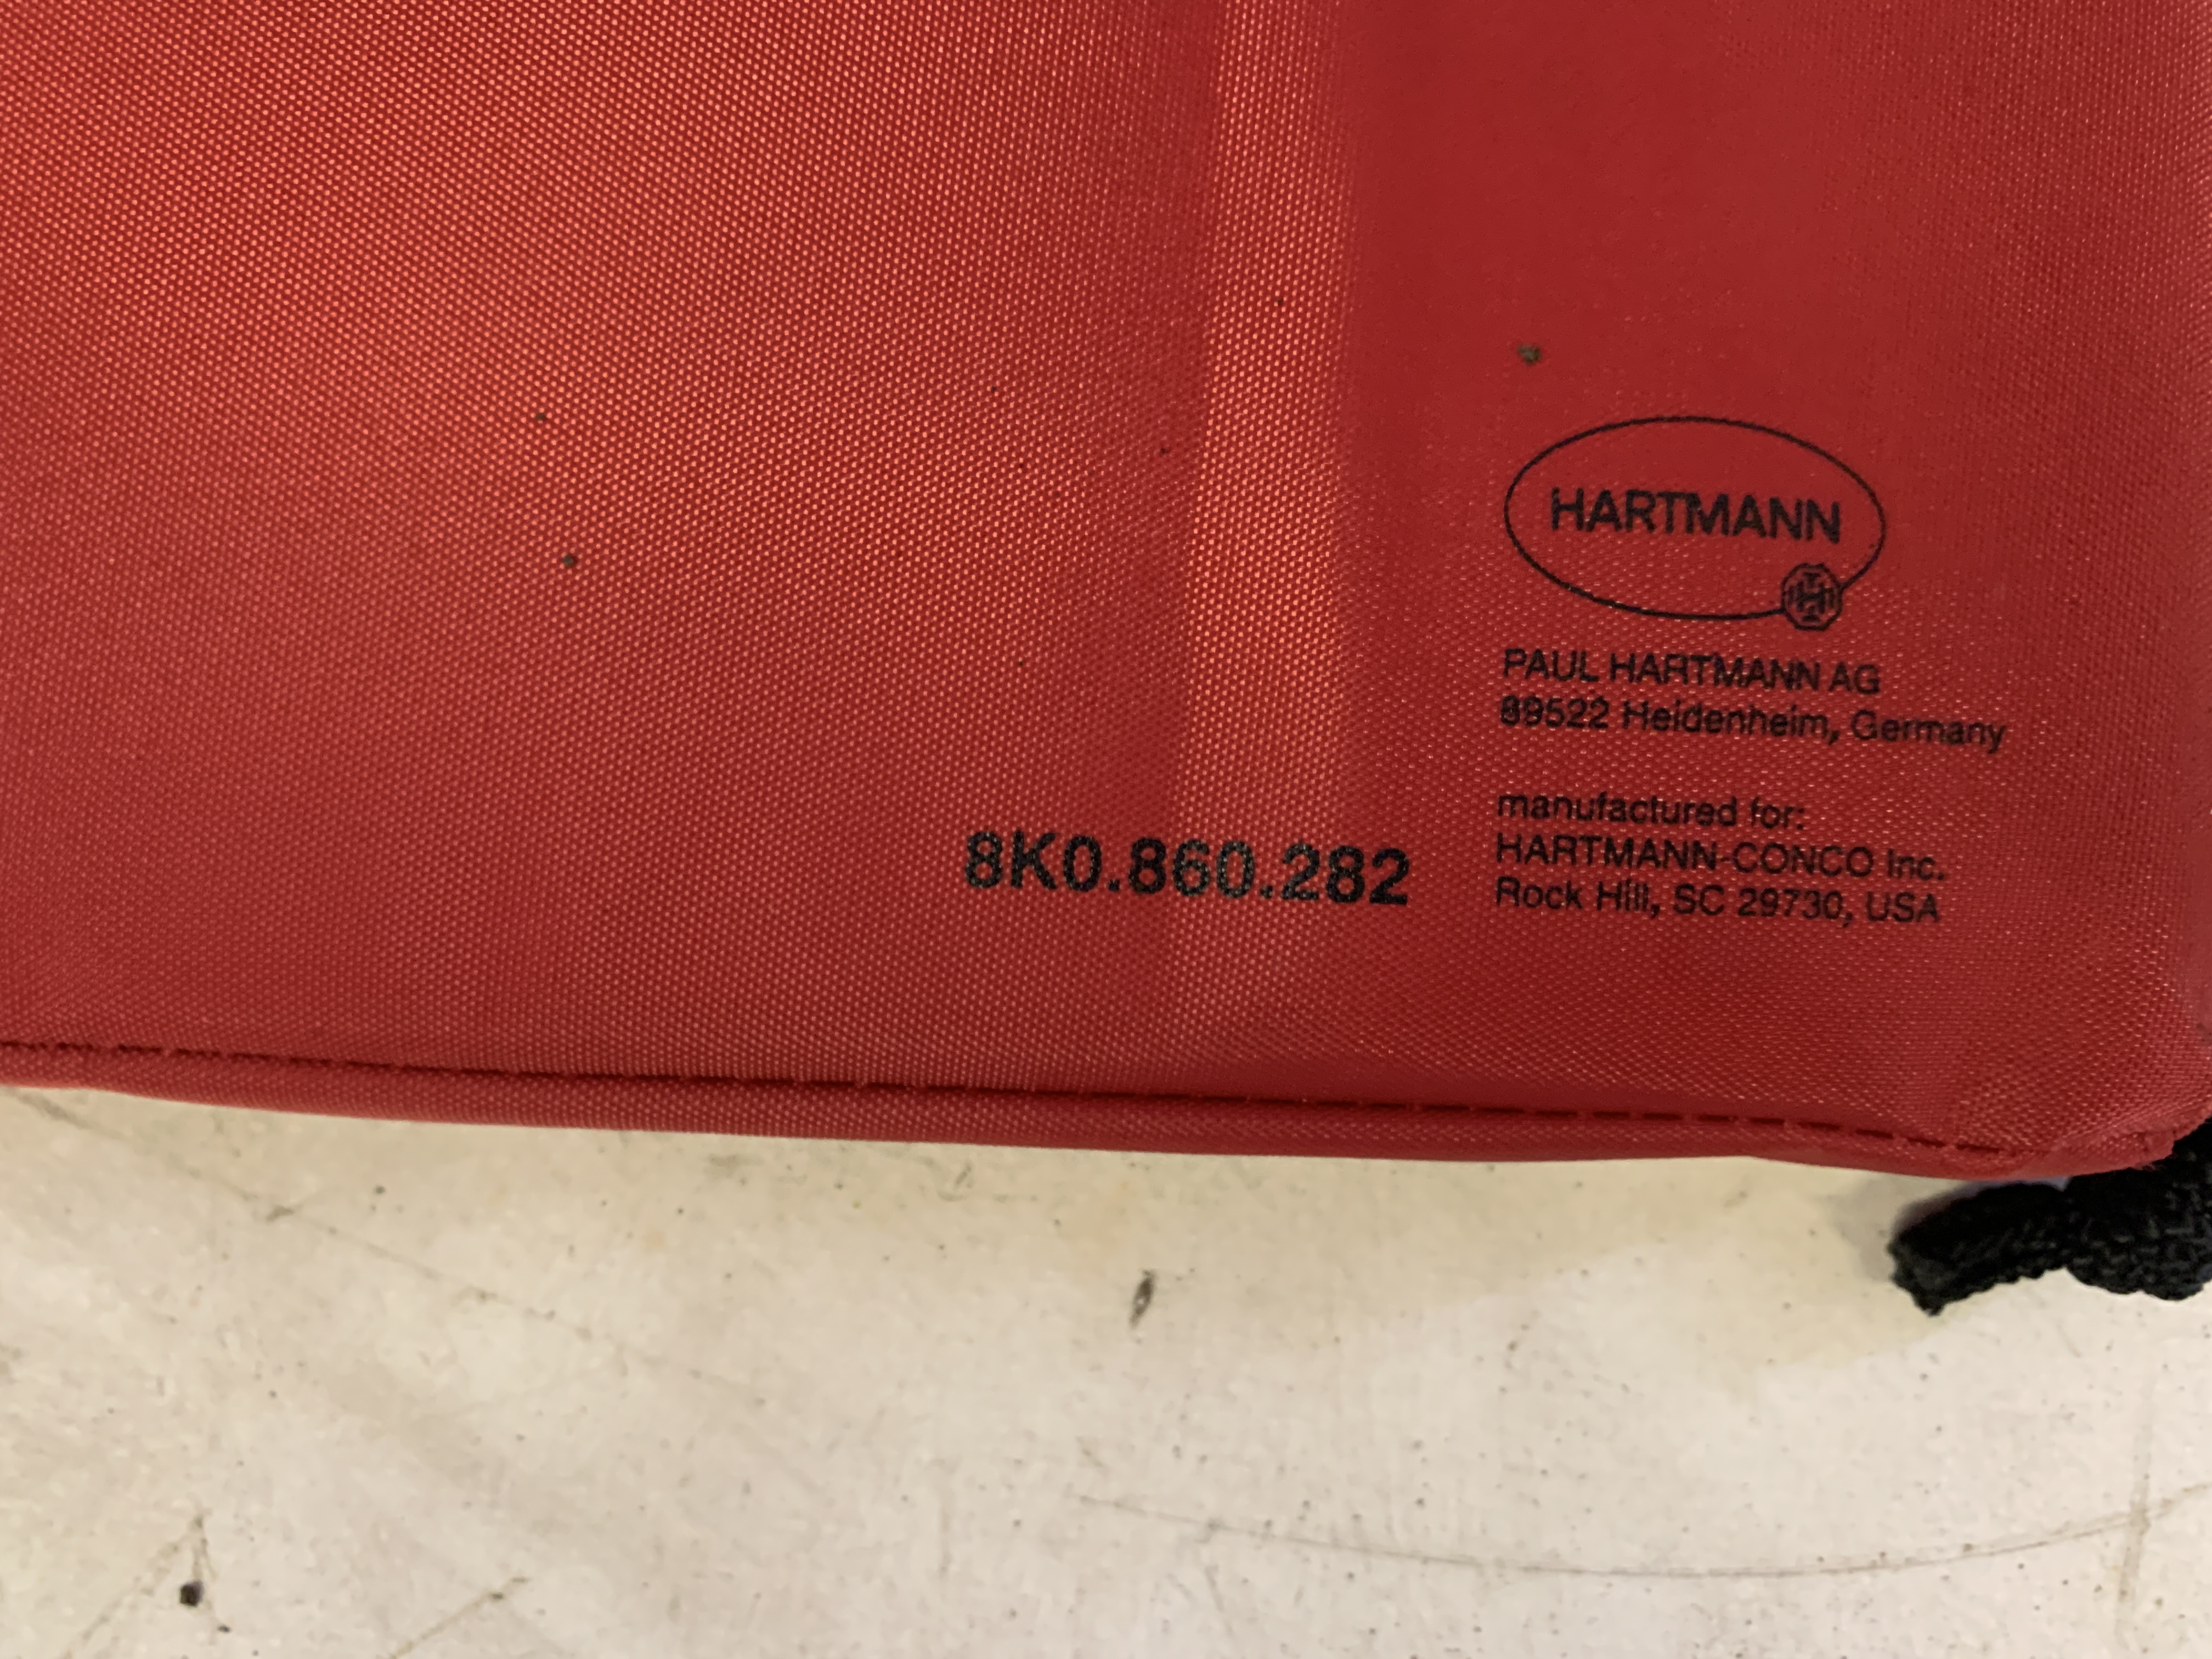 HARTMANN
PAUL HARTMANN AG
89522 Heidenheim, Germany
manufactured for:
HARTMANN-CONCO Inc.
Rock Hill, SC 29730, USA
8K0.860.282